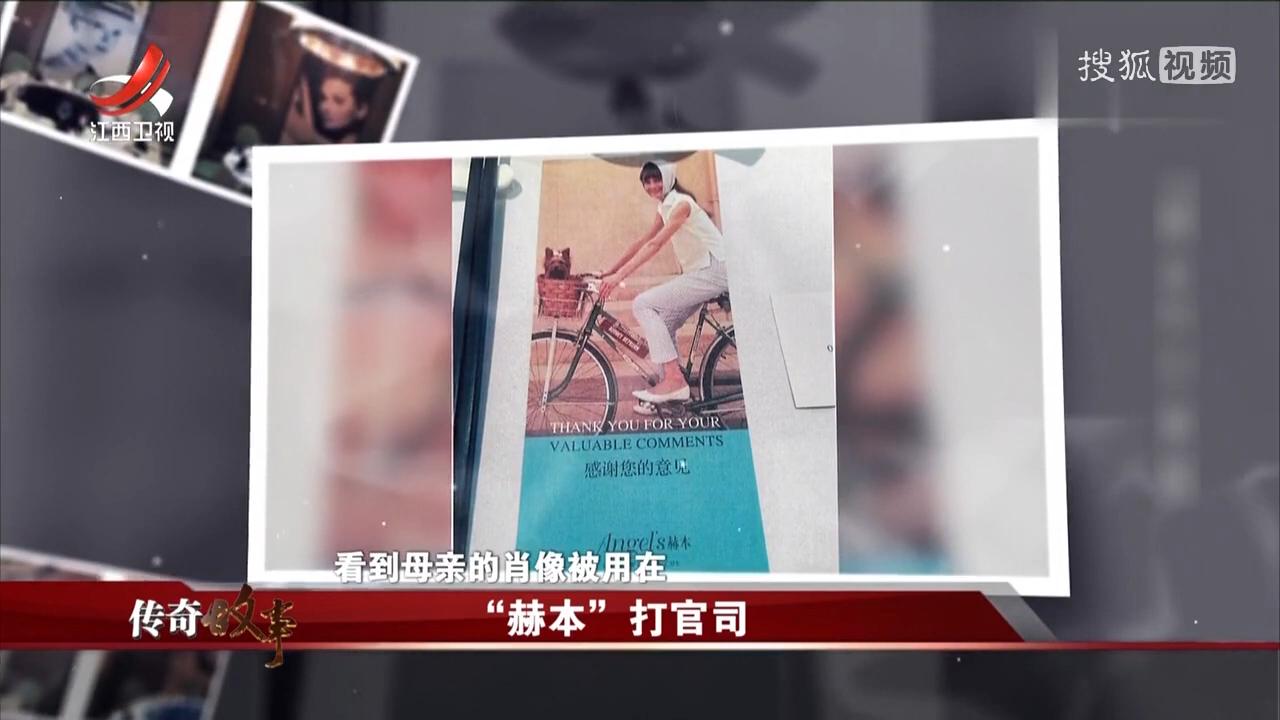 江西卫视
搜狐视频
THANK YOU FOR YOUR
VALUABLE COMMENTS
感谢您的意见
Angel's赫本
看到母亲的肖像被用在
传奇故事
“赫本”打官司